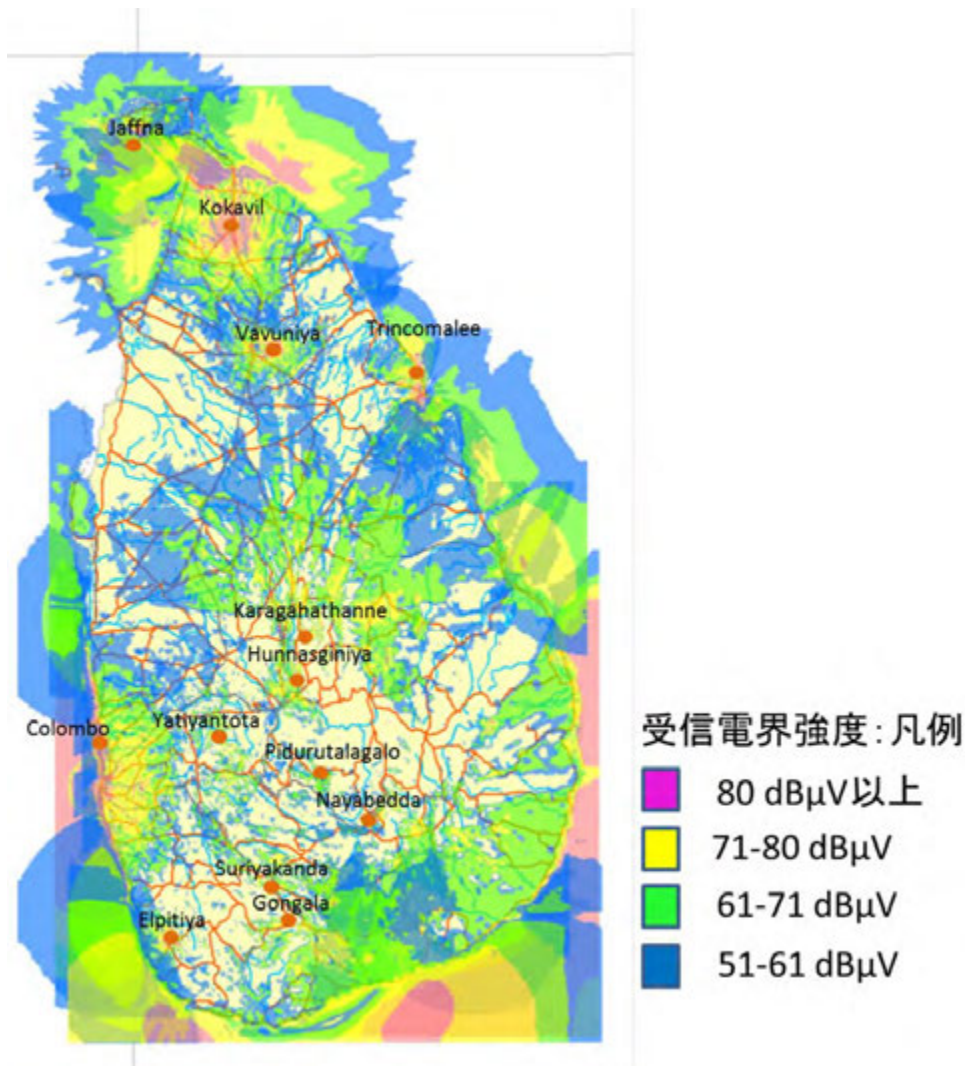 Jaffna
Kokavil
Vavuniya
Trincomalee
Karagahathanne
Hunnasginiya
Colombo
Yatiyantota
Pidurutalagalo
Nayabedda
Suriyakanda
Gongala
Elpitiya
受信電界強度:凡例
80 dBµV以上
71-80 dBµV
61-71 dBµV
51-61 dBµV